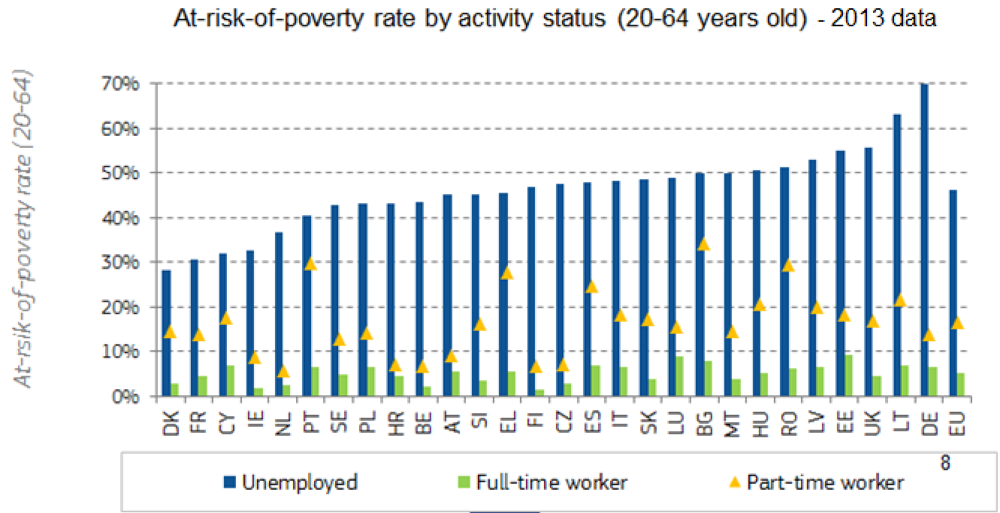 At-risk-of-poverty rate by activity status (20-64 years old) - 2013 data
At-rsik-of-poverty rate (20-64)
70%
60%
50%
40%
30%
20%
10%
0%
DK FR CY IE NL PT SE PL HR BE AT SI EL FI CZ ES IT SK LU BG MT HU RO LV EE UK LT DE EU
8
Unemployed Full-time worker Part-time worker